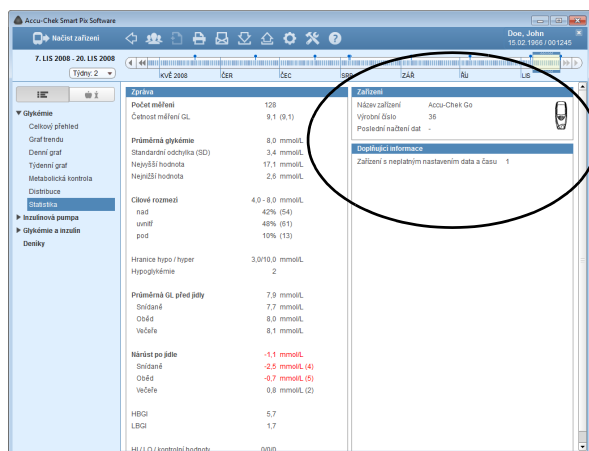 Accu-Chek Smart Pix Software
Načíst zařízení
Doe, John
15.02.1966 / 001245
7. LIS 2008 - 20. LIS 2008
Týdny: 2
KVĚ 2008 ČER ČEC SRP ZÁŘ ŘÍJ LIS
Glykémie
Celkový přehled
Graf trendu
Denní graf
Týdenní graf
Metabolická kontrola
Distribuce
Statistika
Inzulinová pumpa
Glykémie a inzulín
Deníky
Zpráva
Počet měření 128
Četnost měření GL 9,1 (9,1)
Průměrná glykémie 8,0 mmol/L
Standardní odchylka (SD) 3,4 mmol/L
Nejvyšší hodnota 17,1 mmol/L
Nejnižší hodnota 2,6 mmol/L
Cílové rozmezí 4,0 - 8,0 mmol/L
nad 42% (54)
uvnitř 48% (61)
pod 10% (13)
Hranice hypo / hyper 3,0/10,0 mmol/L
Hypoglykémie 2
Průměrná GL před jídly 7,9 mmol/L
Snídaně 7,7 mmol/L
Oběd 8,0 mmol/L
Večeře 8,1 mmol/L
Nárůst po jídle -1,1 mmol/L
Snídaně -2,5 mmol/L (4)
Oběd -0,7 mmol/L (5)
Večeře 0,8 mmol/L (2)
HBGI 5,7
LBGI 1,7
HI / LO / kontrolní hodnoty 0/0/0
Zařízení
Název zařízení Accu-Chek Go
Výrobní číslo 36
Poslední načtení dat -
Doplňující informace
Zařízení s neplatným nastavením data a času 1